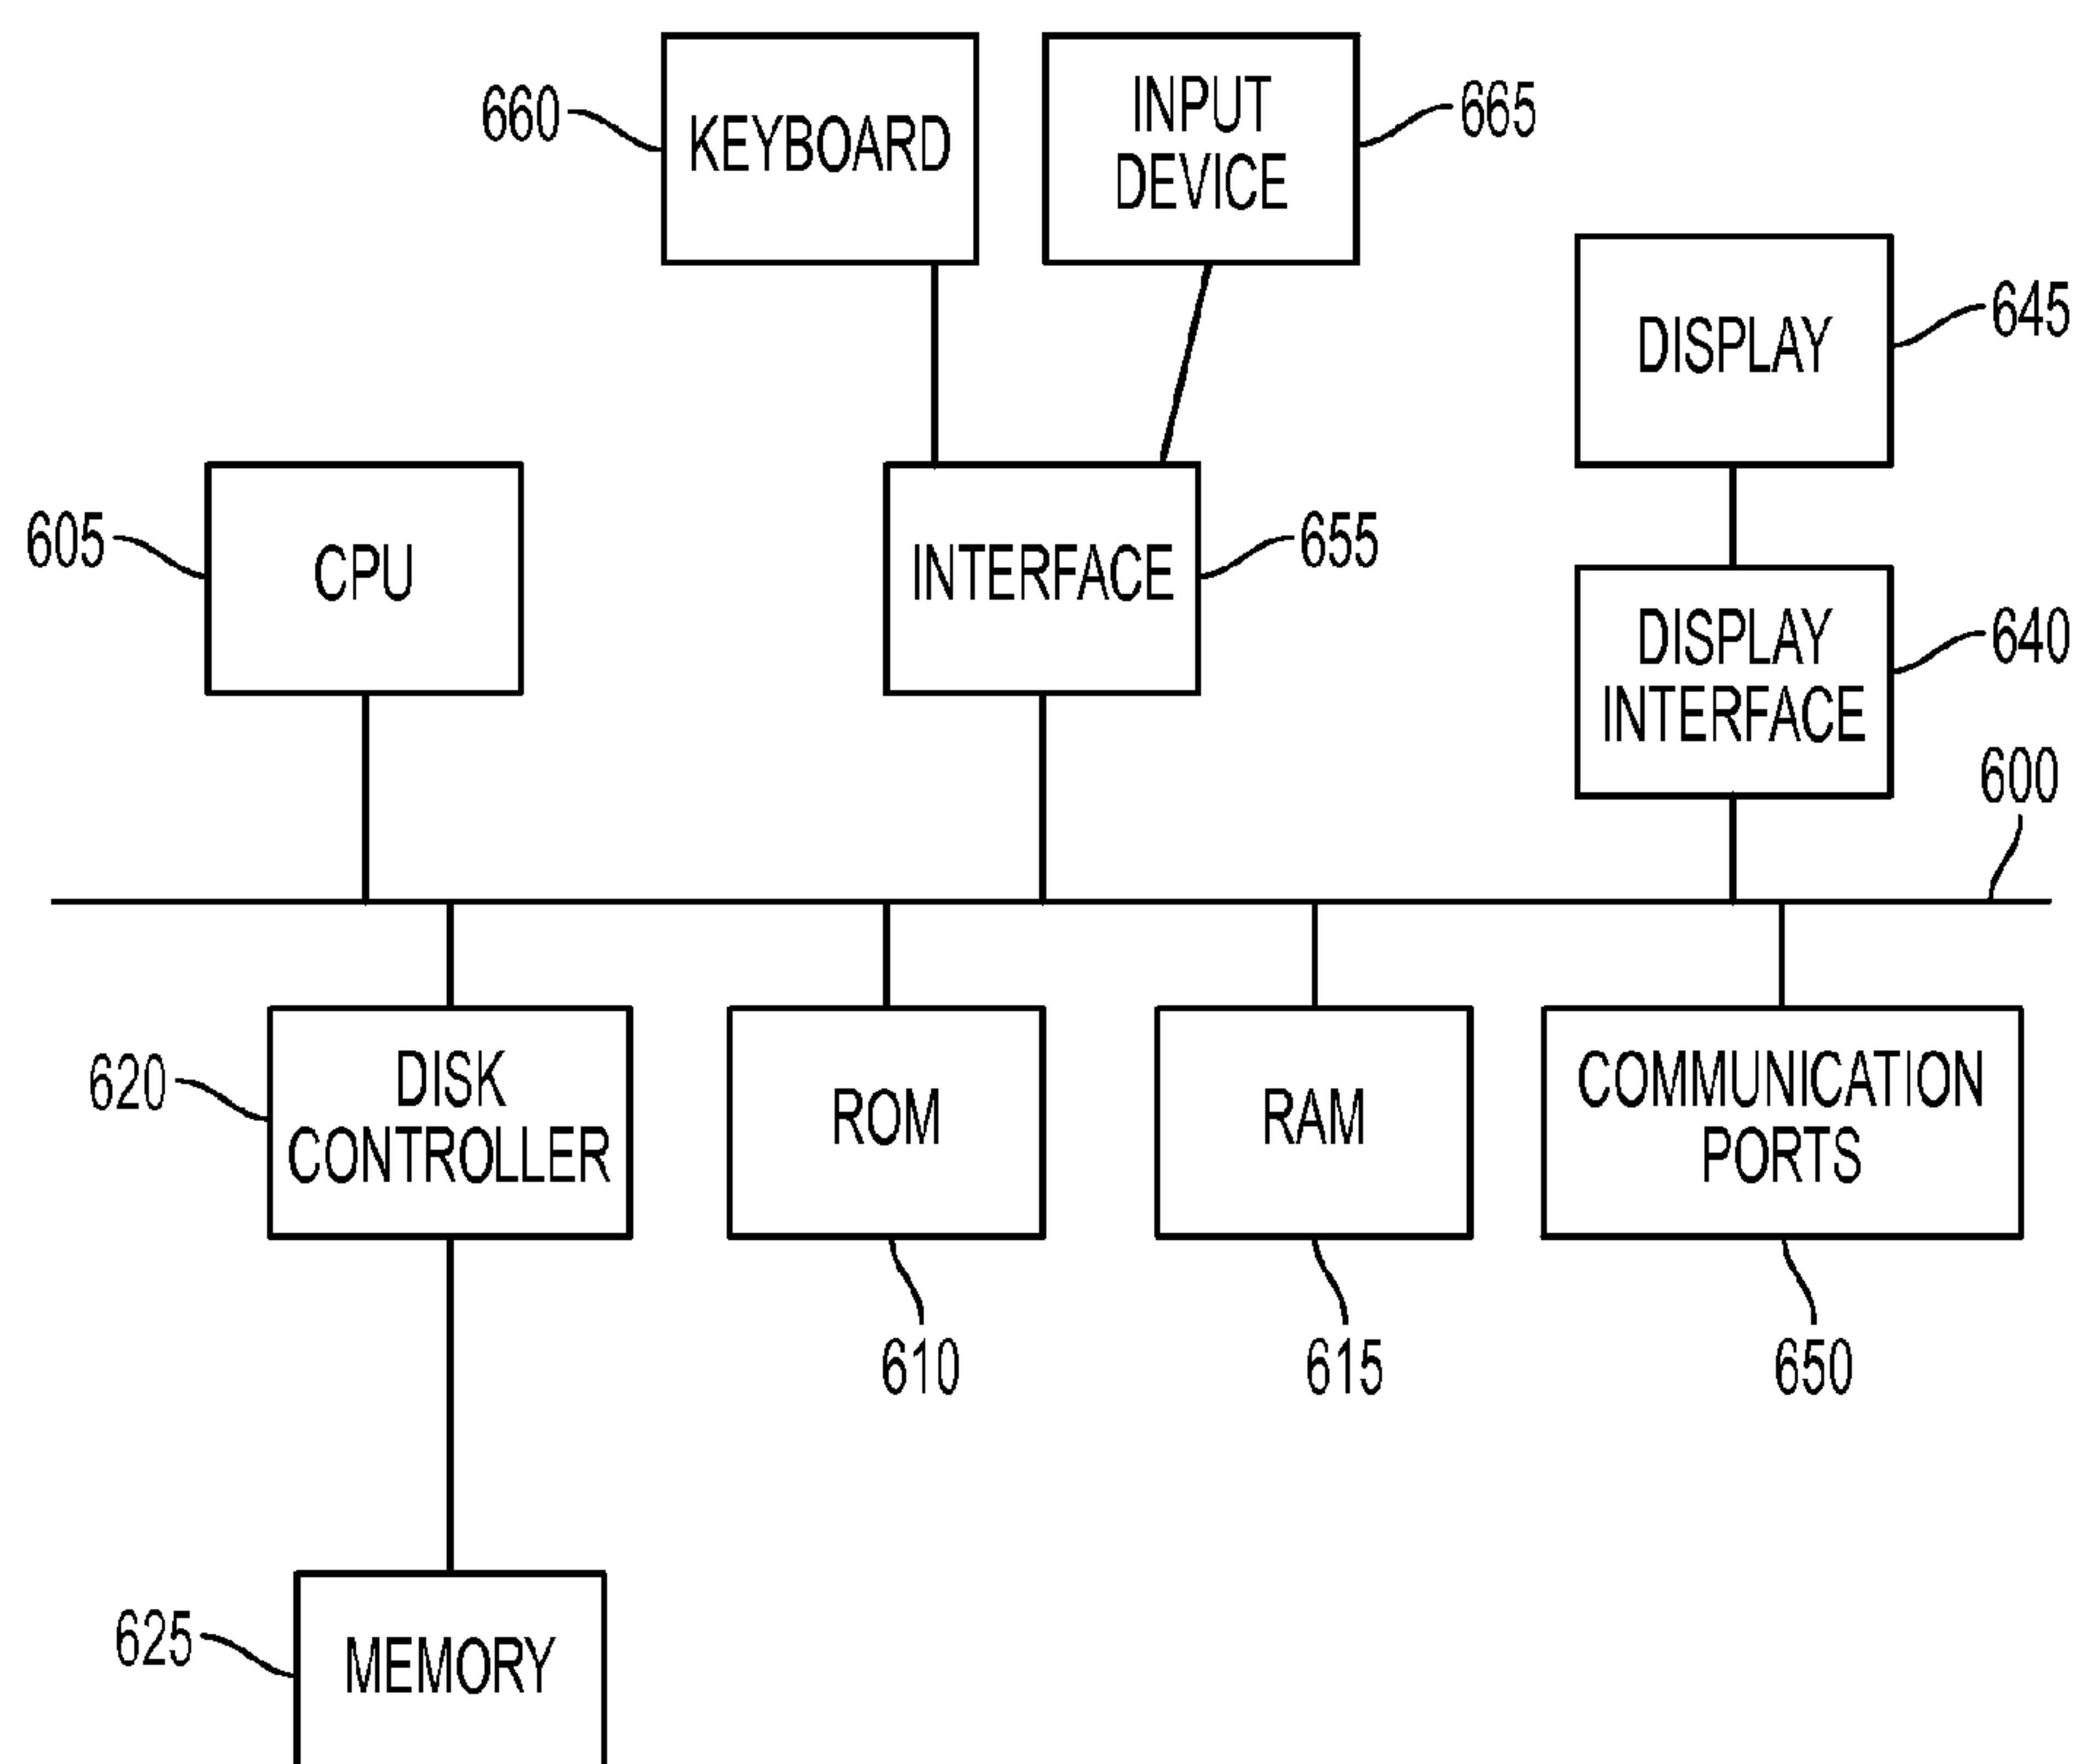 660
KEYBOARD
INPUT
DEVICE
665
DISPLAY
645
605
CPU
INTERFACE
655
DISPLAY
INTERFACE
640
600
620
DISK
CONTROLLER
ROM
RAM
COMMUNICATION
PORTS
610
615
650
625
MEMORY